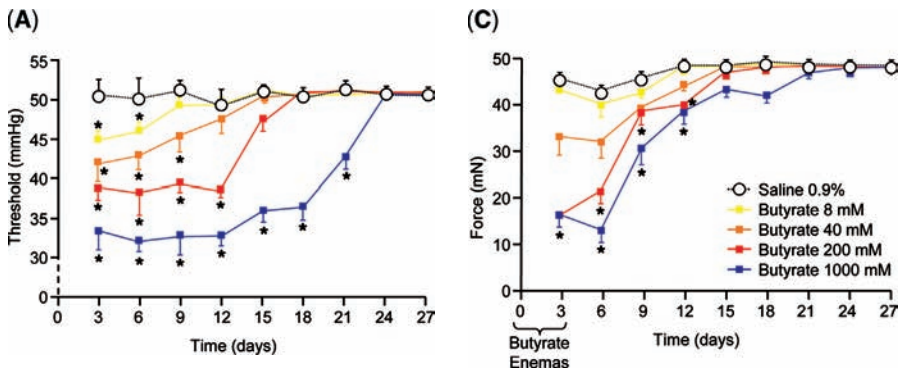 (A)
55
50
45
40
35
30
0
Threshold (mmHg)
0 3 6 9 12 15 18 21 24 27
Time (days)
(C)
50
40
30
20
10
0
Force (mN)
Saline 0.9%
Butyrate 8 mM
Butyrate 40 mM
Butyrate 200 mM
Butyrate 1000 mM
0 3 6 9 12 15 18 21 24 27
Time (days)
Butyrate
Enemas